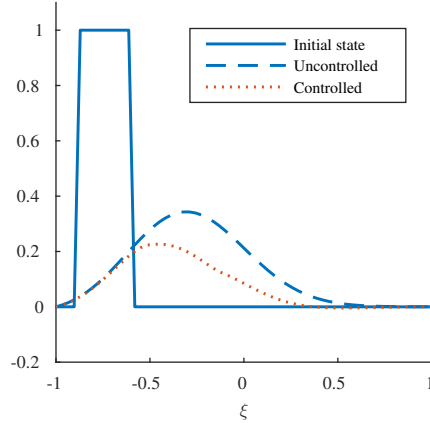 1
0.8
0.6
0.4
0.2
0
-0.2
Initial state
Uncontrolled
Controlled
-1 -0.5 0 0.5 1
ξ